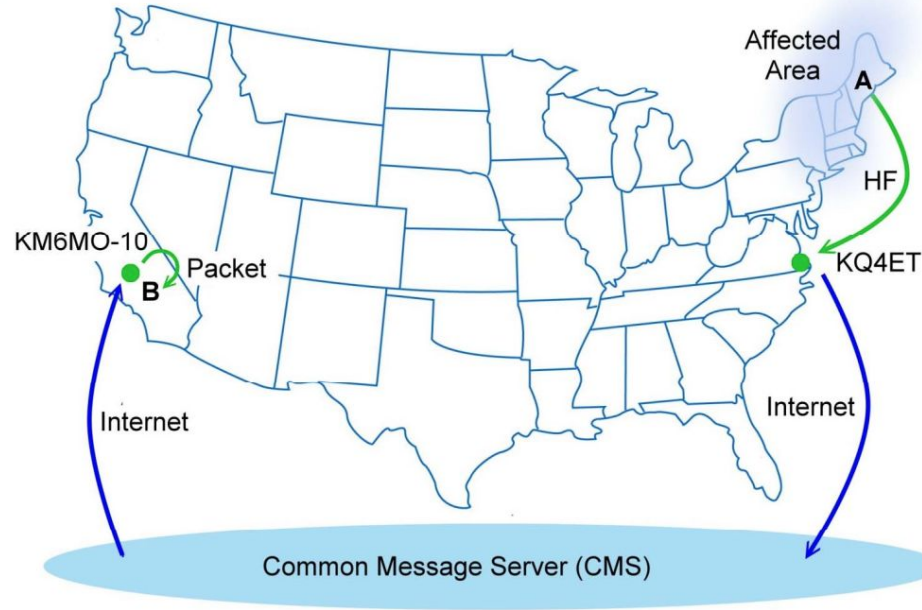 Affected
Area
A
HF
KM6MO-10
Packet
B
KQ4ET
Internet
Internet
Common Message Server (CMS)